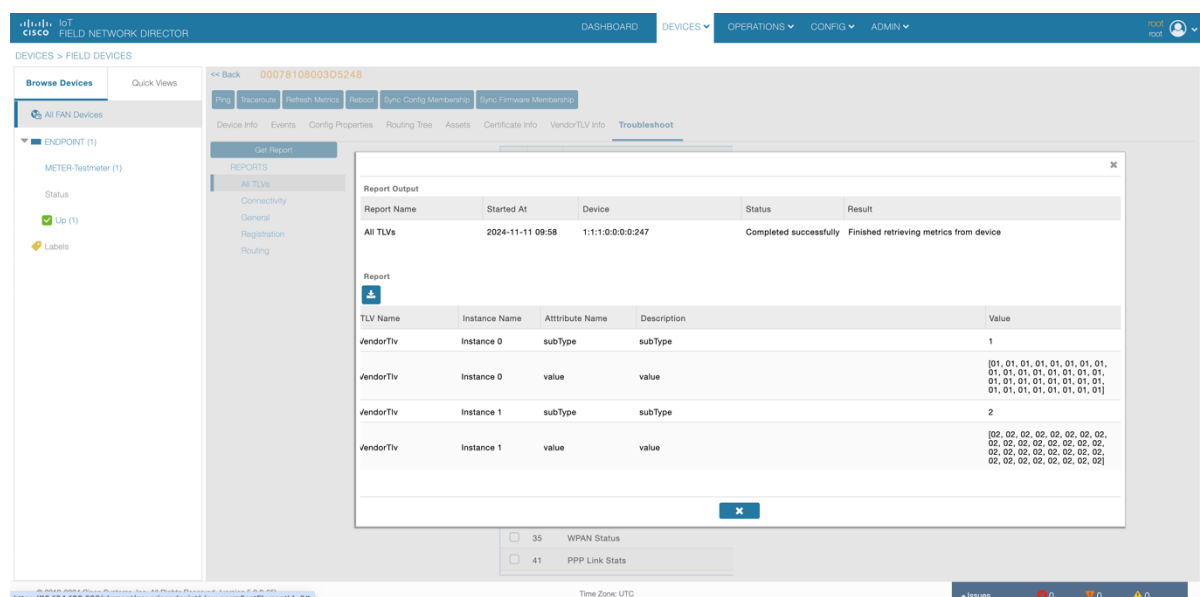 IoT
CISCO FIELD NETWORK DIRECTOR
DASHBOARD
DEVICES
OPERATIONS
CONFIG
ADMIN
root
root
DEVICES > FIELD DEVICES
Browse Devices
Quick Views
All FAN Devices
ENDPOINT (1)
METER-Testmeter (1)
Status
Up (1)
Labels
<< Back 00078108003D5248
Ping Traceroute Refresh Metrics Reboot Sync Config Membership Sync Firmware Membership
Device Info Events Config Properties Routing Tree Assets Certificate Info VendorTLV Info Troubleshoot
Get Report
REPORTS
All TLVs
Connectivity
General
Registration
Routing
Report Output
Report Name Started At Device Status Result
All TLVs 2024-11-11 09:58 1:1:1:0:0:0:0:247 Completed successfully Finished retrieving metrics from device
Report
TLV Name Instance Name Atttribute Name Description Value
VendorTlv Instance 0 subType subType 1
VendorTlv Instance 0 value value [01, 01, 01, 01, 01, 01, 01, 01,
01, 01, 01, 01, 01, 01, 01, 01,
01, 01, 01, 01, 01, 01, 01, 01,
01, 01, 01, 01, 01, 01, 01, 01]
VendorTlv Instance 1 subType subType 2
VendorTlv Instance 1 value value [02, 02, 02, 02, 02, 02, 02, 02,
02, 02, 02, 02, 02, 02, 02, 02,
02, 02, 02, 02, 02, 02, 02, 02,
02, 02, 02, 02, 02, 02, 02, 02]
35 WPAN Status
41 PPP Link Stats
Time Zone: UTC
Issues 0 0 0